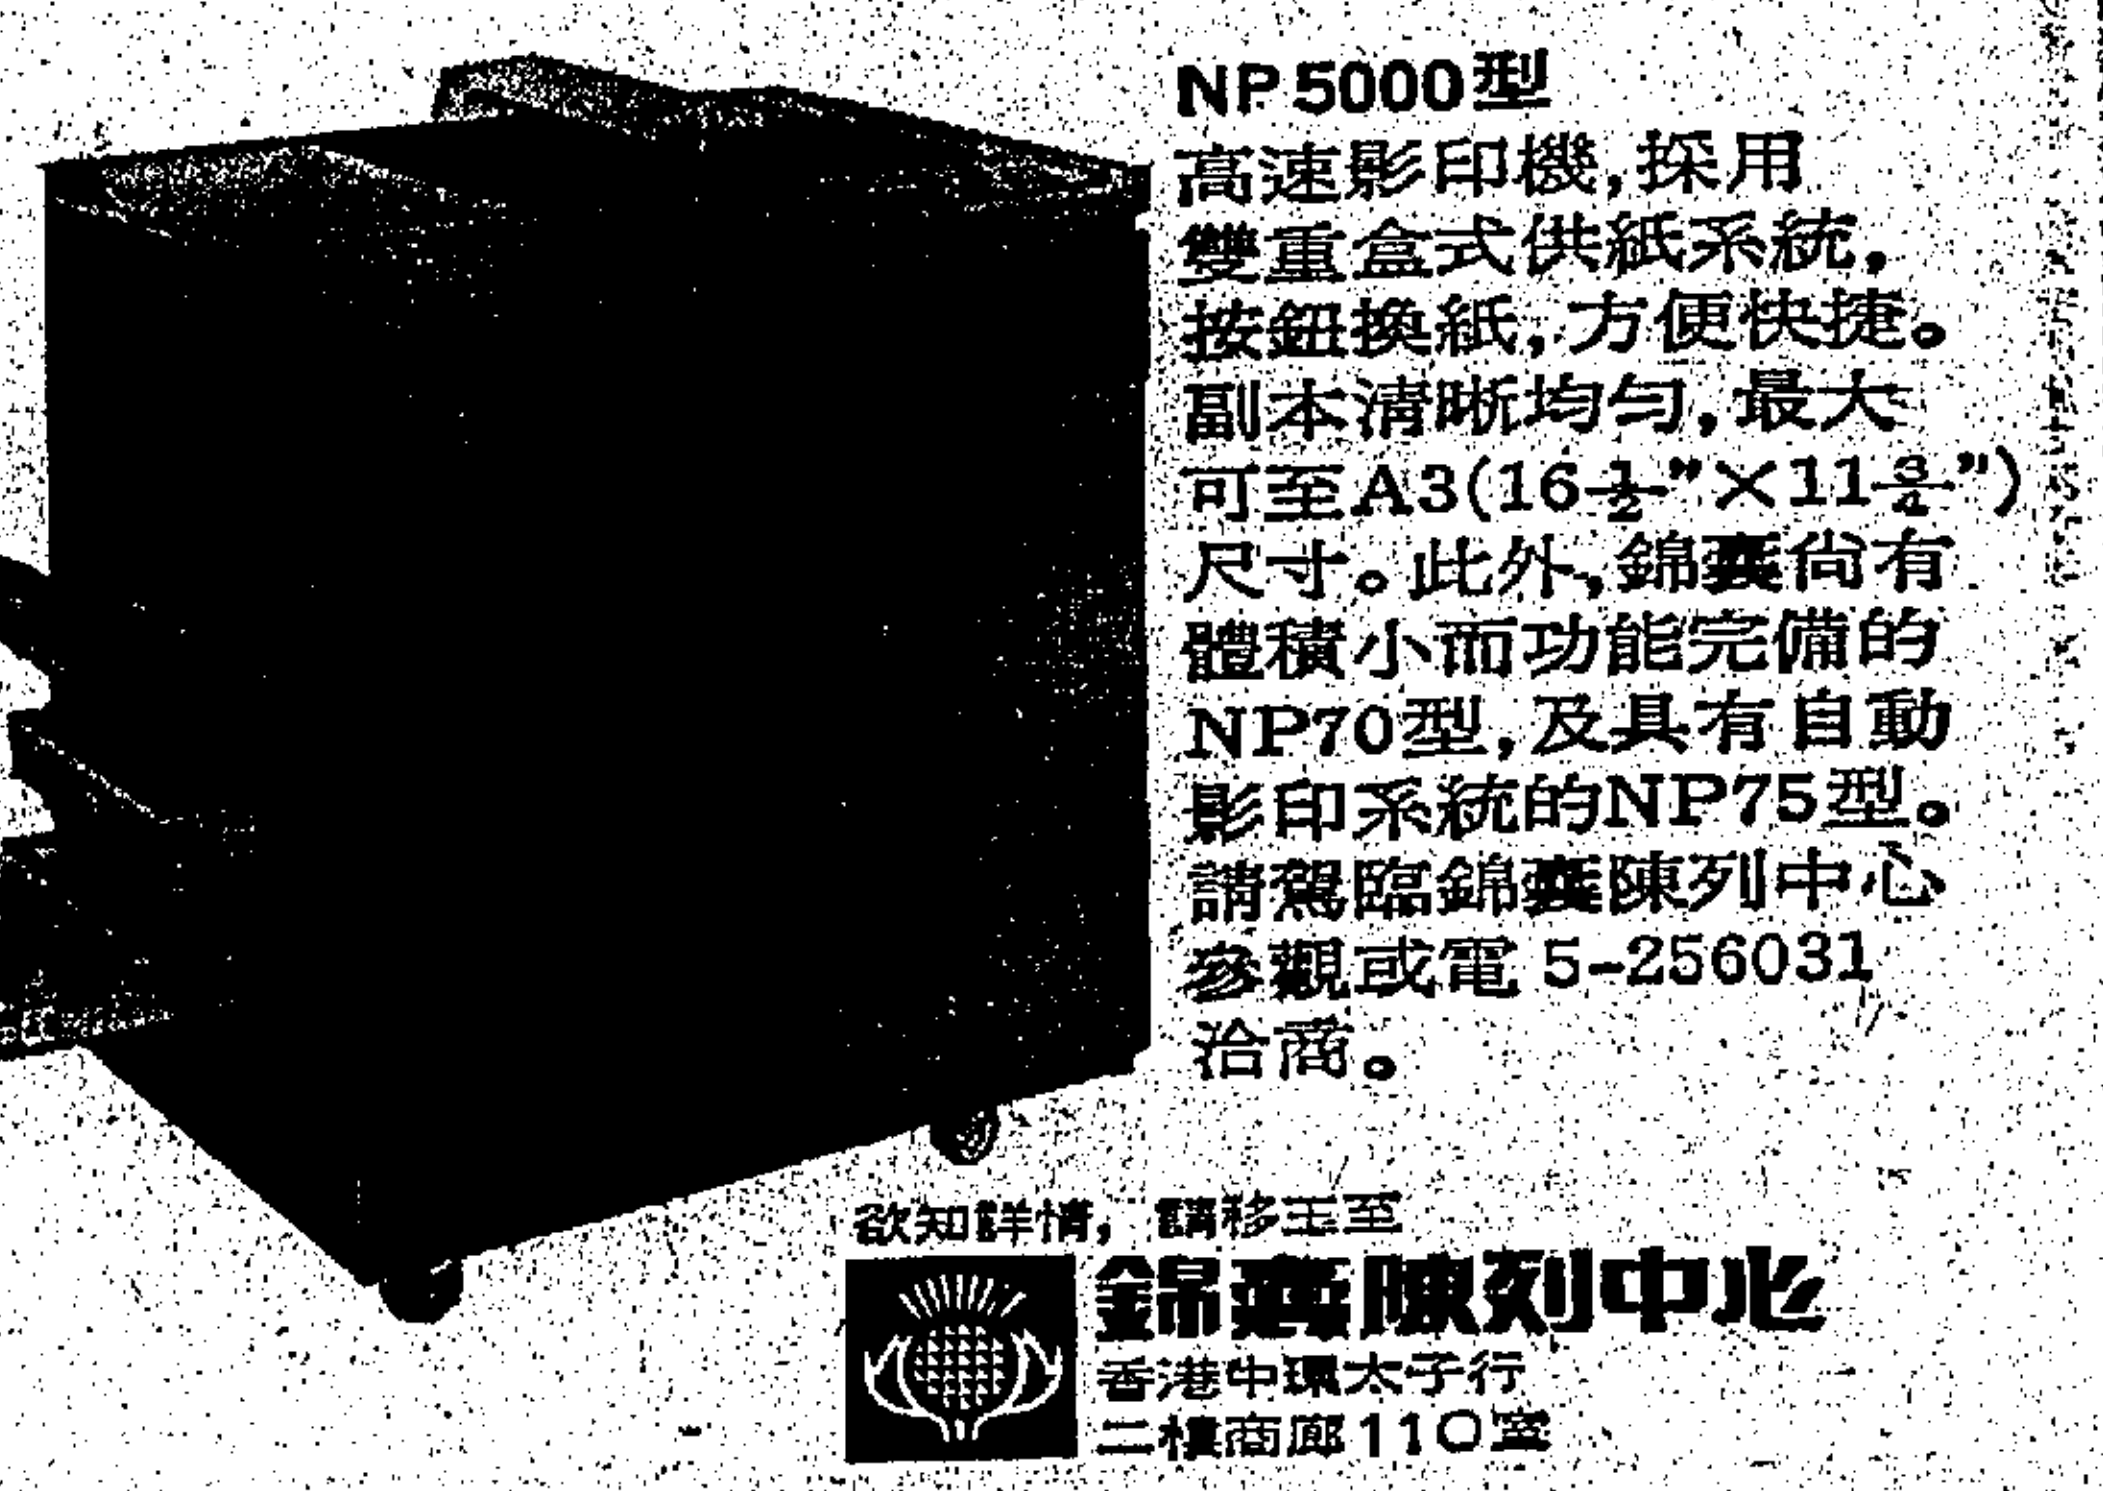 NP5000型
高速影印機,採用
雙重盒式供紙系統,
按鈕換紙,方便快捷。
副本清晰均勻,最大
可至A3(16½"×11¾")
尺寸。此外,錦囊尚有
體積小而功能完備的
NP70型,及具有自動
影印系統的NP75型。
請駕臨錦囊陳列中心
參觀或電 5-256031
洽商。
欲知詳情,請移玉至
錦囊陳列中心
香港中環太子行
二樓商廊110室